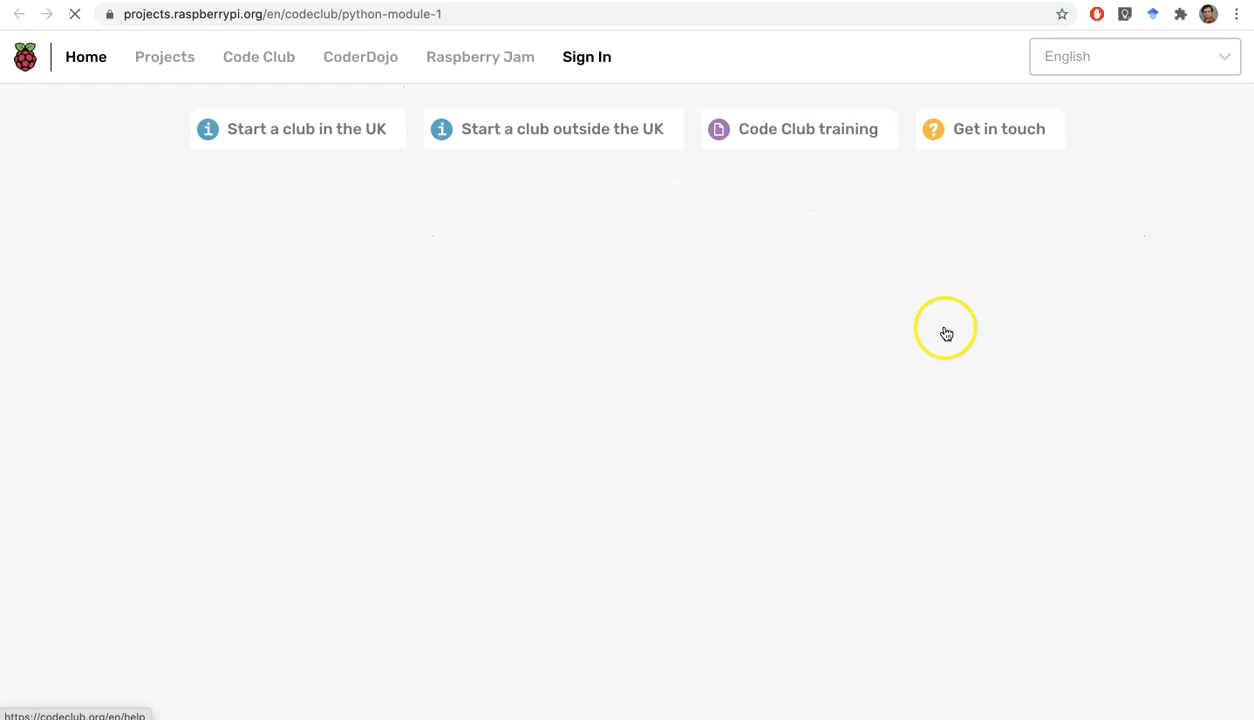 projects.raspberrypi.org/en/codeclub/python-module-1
Home Projects Code Club CoderDojo Raspberry Jam Sign In English
Start a club in the UK Start a club outside the UK Code Club training Get in touch
https://codeclub.org/en/help